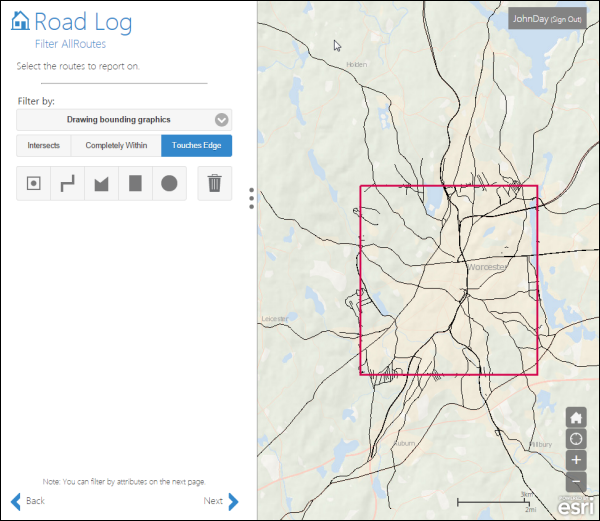 Road Log
Filter AllRoutes
Select the routes to report on.
Filter by:
Drawing bounding graphics
Intersects
Completely Within
Touches Edge
Note: You can filter by attributes on the next page.
Back
Next
JohnDay (Sign Out)
Holden
Worcester
Leicester
Auburn
Millbury
+
−
3km
2mi
esri